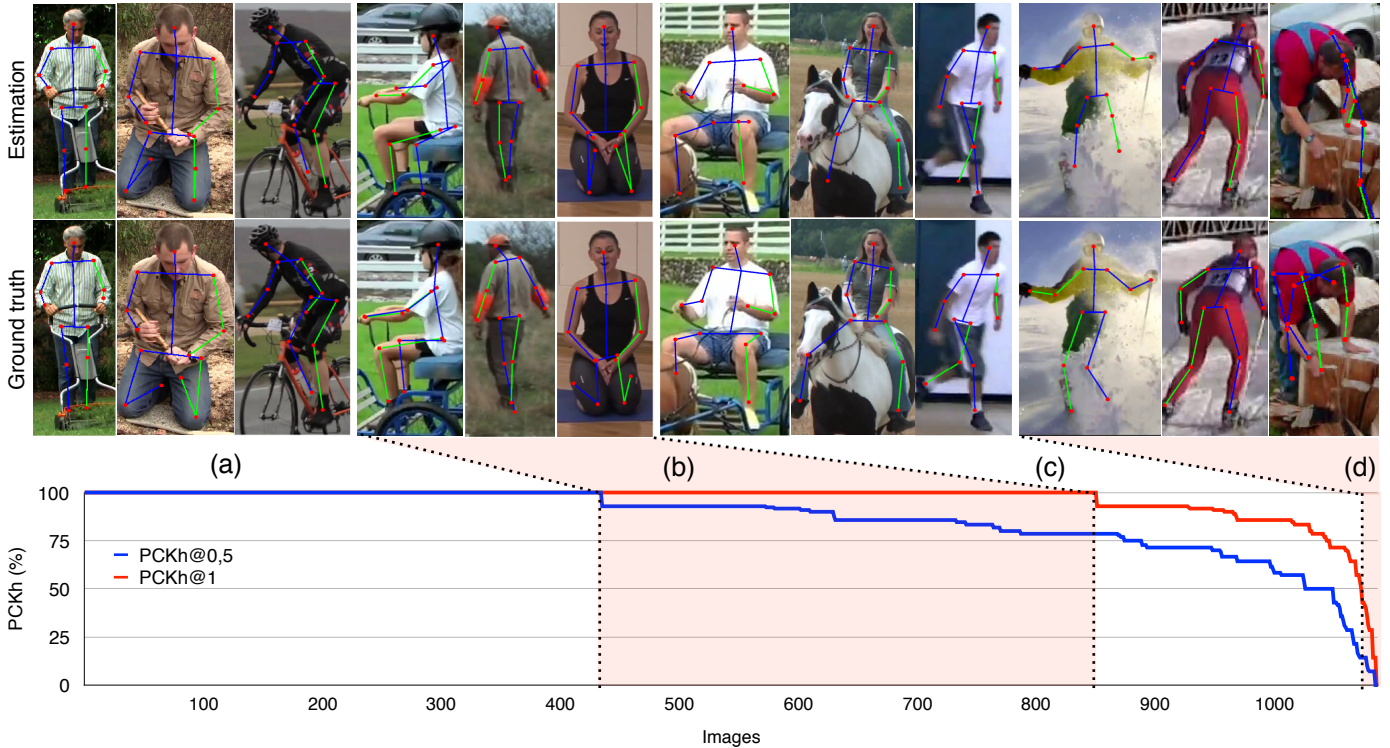 Estimation
Ground truth
(a) (b) (c) (d)
100
75
50
25
0
PCKh (%)
PCKh@0,5
PCKh@1
100 200 300 400 500 600 700 800 900 1000
Images